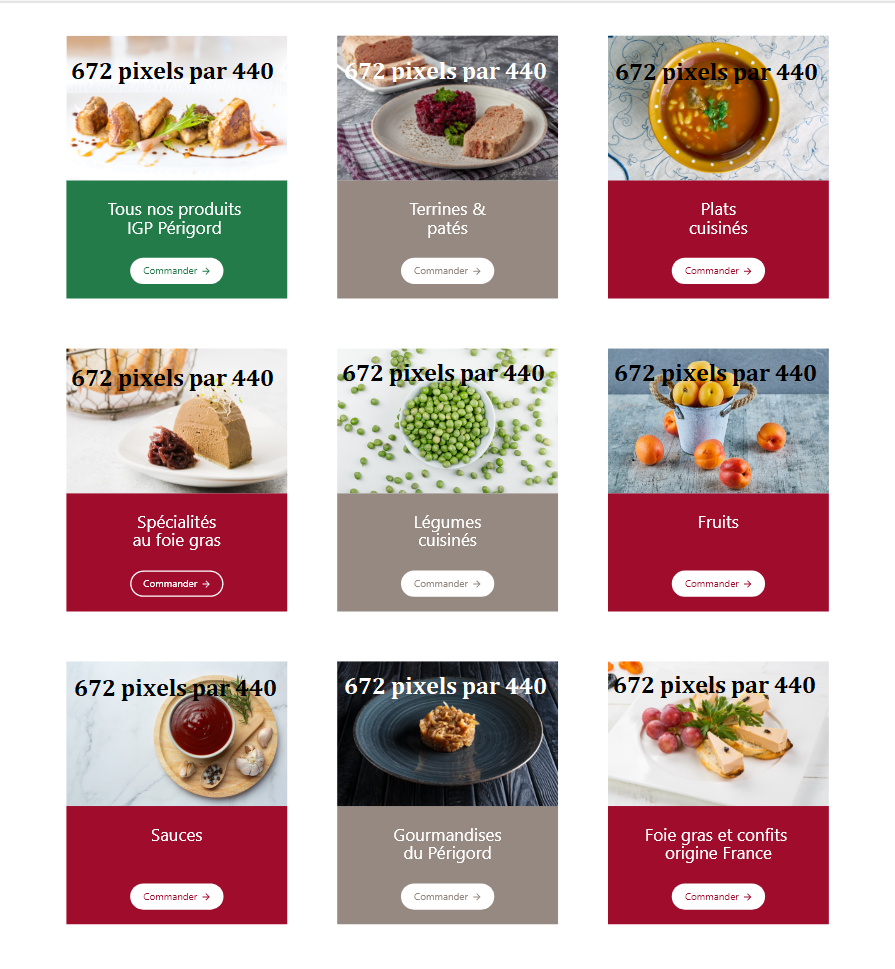 672 pixels par 440
672 pixels par 440
672 pixels par 440
Tous nos produits
IGP Périgord
Commander →
Terrines &
patés
Commander →
Plats
cuisinés
Commander →
672 pixels par 440
672 pixels par 440
672 pixels par 440
Spécialités
au foie gras
Commander →
Légumes
cuisinés
Commander →
Fruits
Commander →
672 pixels par 440
672 pixels par 440
672 pixels par 440
Sauces
Commander →
Gourmandises
du Périgord
Commander →
Foie gras et confits
origine France
Commander →